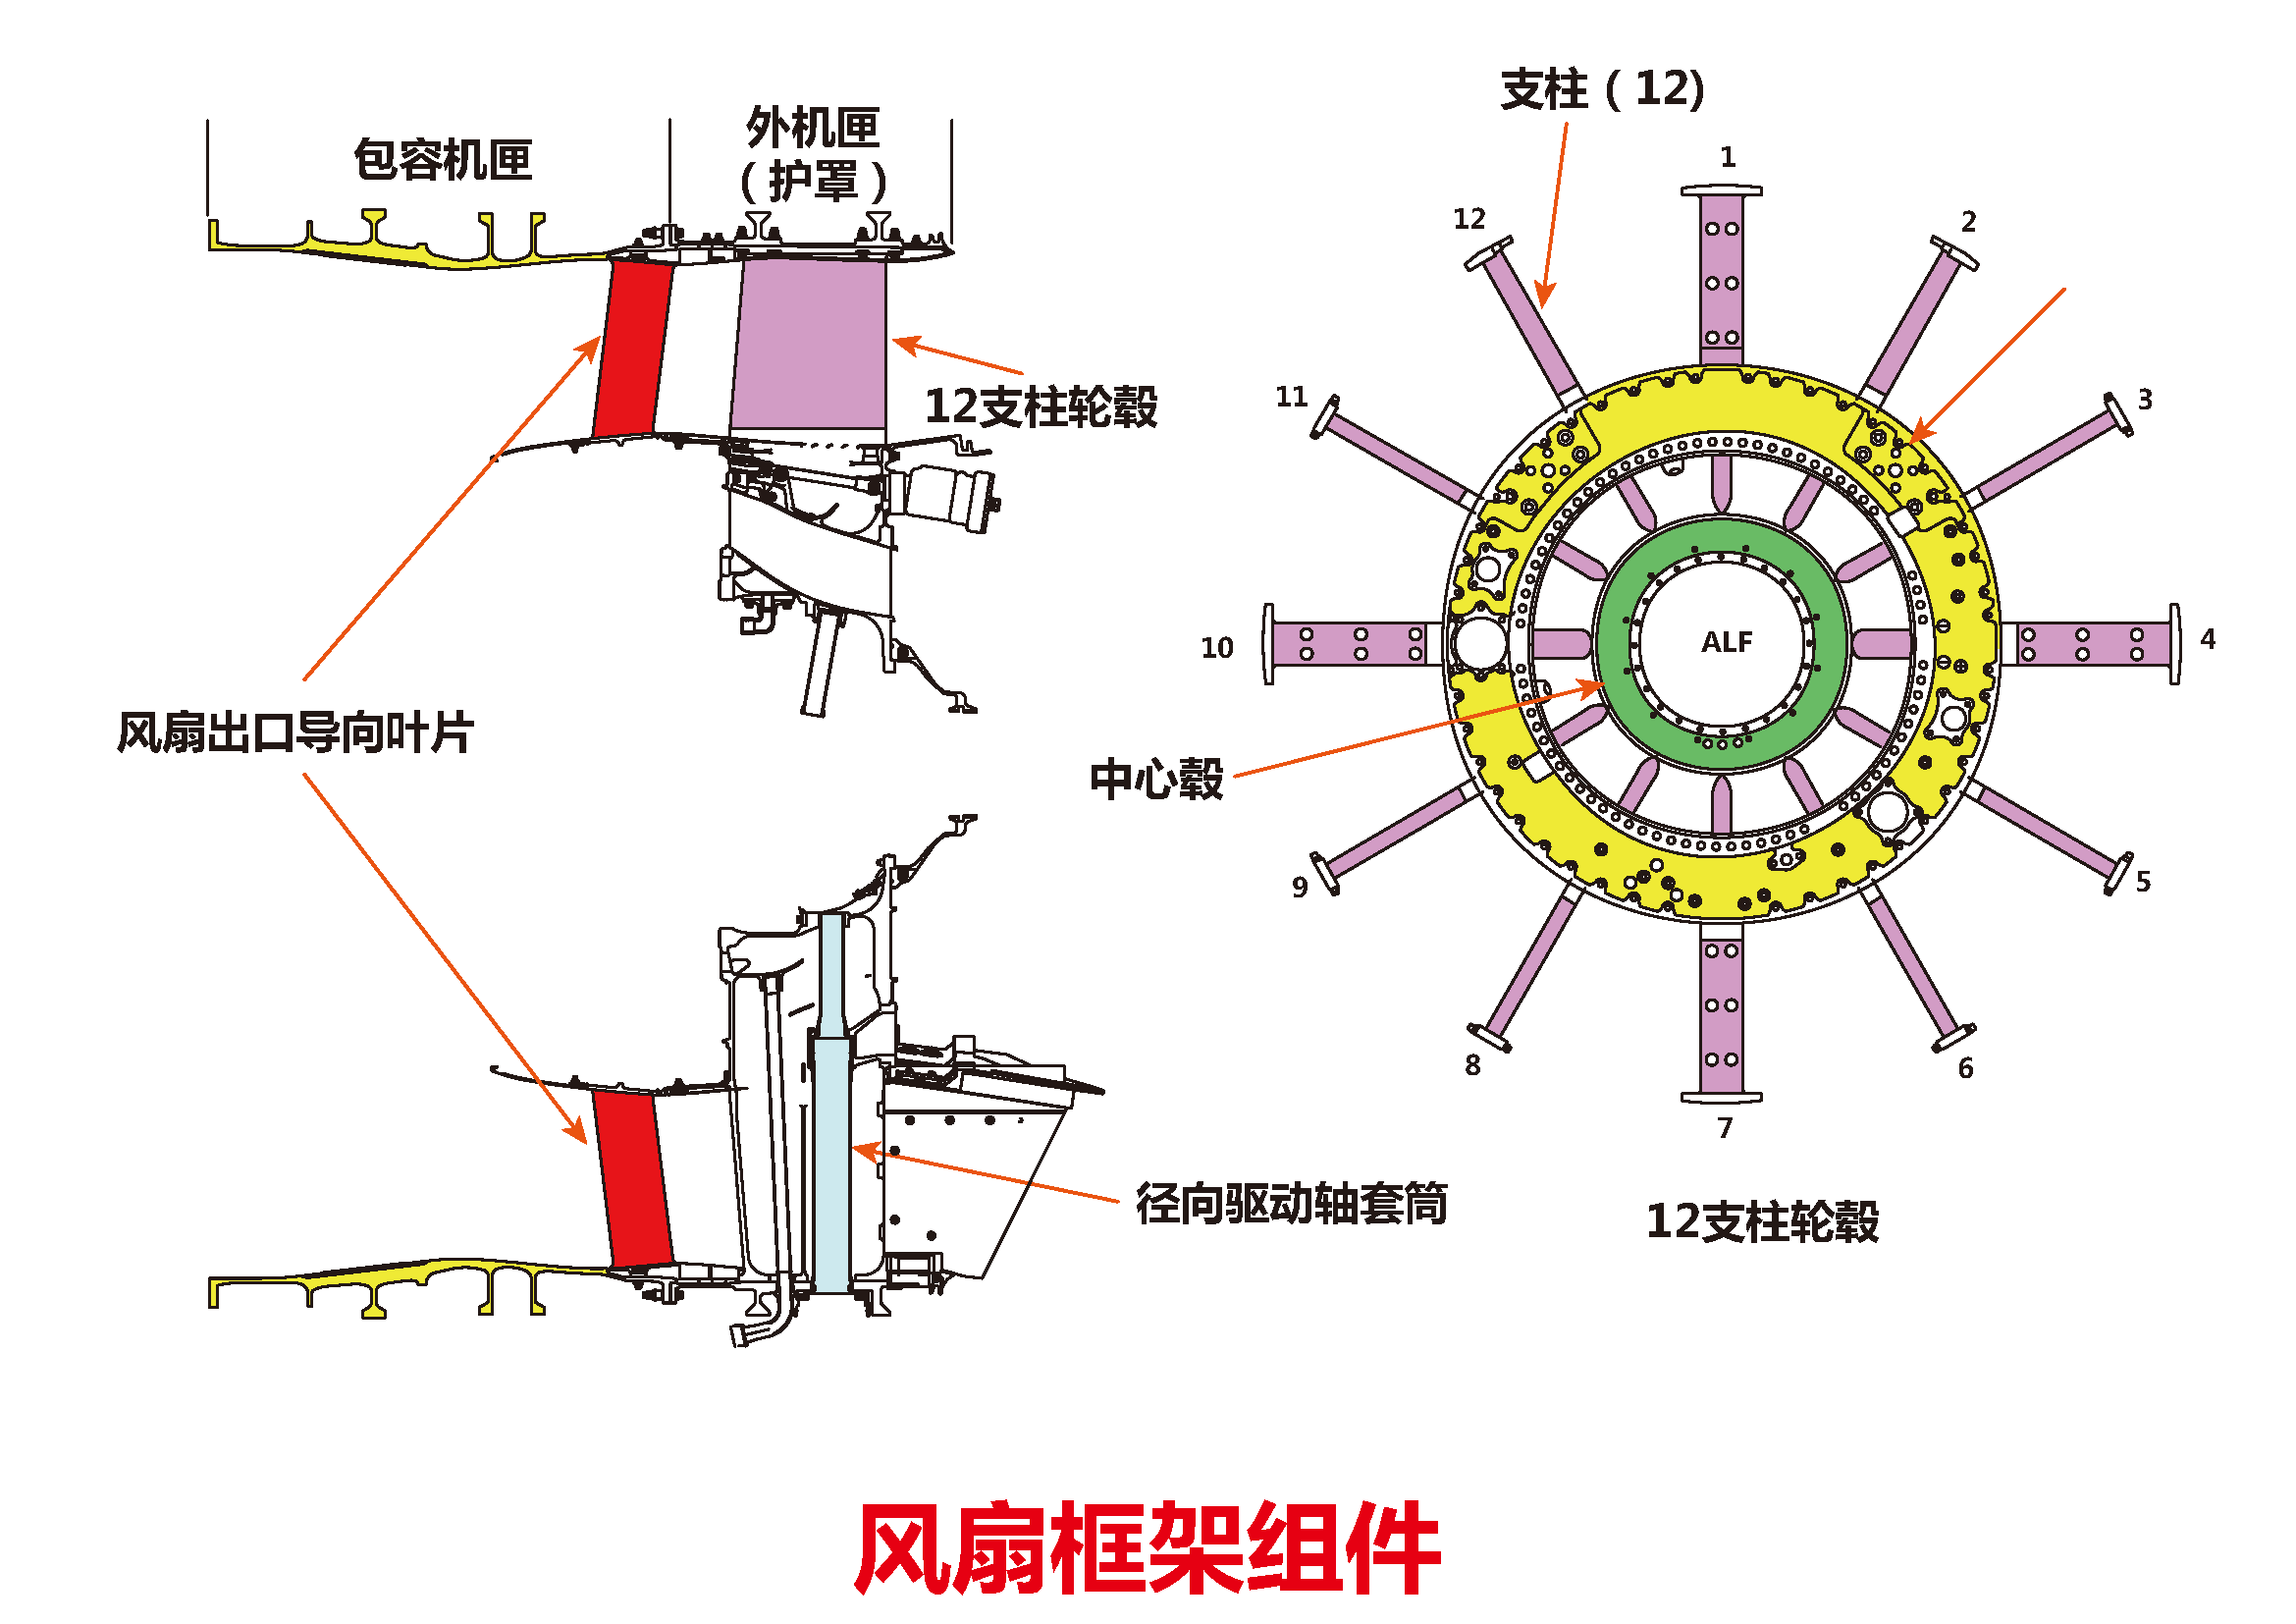 包容机匣
外机匣
（护罩）
12支柱轮毂
风扇出口导向叶片
径向驱动轴套筒
支柱（12)
1
2
3
4
5
6
7
8
9
10
11
12
ALF
中心毂
12支柱轮毂
风扇框架组件